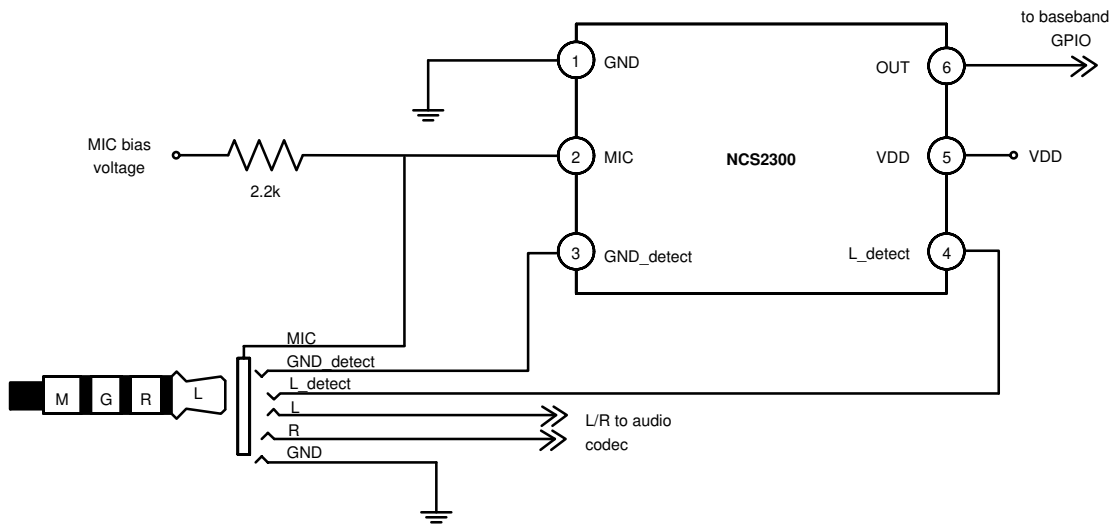 to baseband
GPIO
1
GND
OUT
6
MIC bias
voltage
2.2k
2
MIC
NCS2300
VDD
5
VDD
3
GND_detect
L_detect
4
MIC
GND_detect
L_detect
L
R
GND
M
G
R
L
L/R to audio
codec